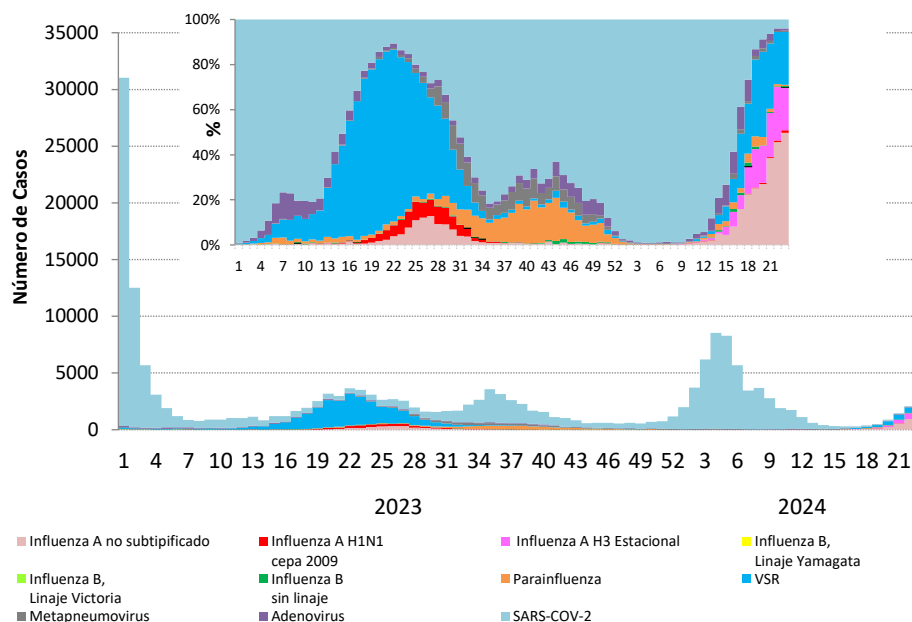 35000
30000
25000
20000
15000
10000
5000
0
Número de Casos
100%
80%
60%
40%
20%
0%
%
1 4 7 10 13 16 19 22 25 28 31 34 37 40 43 46 49 52 3 6 9 12 15 18 21
1 4 7 10 13 16 19 22 25 28 31 34 37 40 43 46 49 52 3 6 9 12 15 18 21
2023 2024
Influenza A no subtipificado
Influenza A H1N1
cepa 2009
Influenza A H3 Estacional
Influenza B,
Linaje Yamagata
Influenza B,
Linaje Victoria
Influenza B
sin linaje
Parainfluenza
VSR
Metapneumovirus
Adenovirus
SARS-COV-2